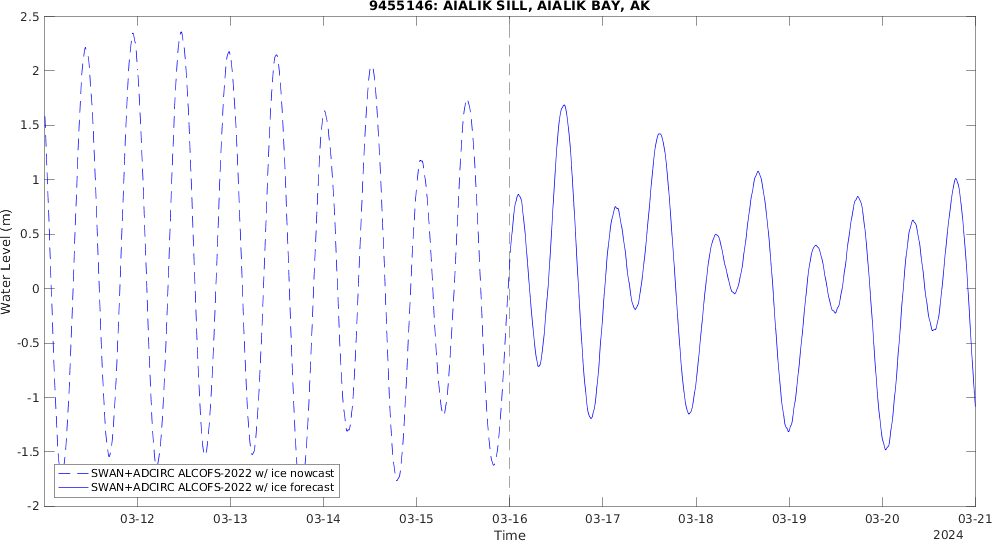 9455146: AIALIK SILL, AIALIK BAY, AK
Water Level (m)
2.5
2
1.5
1
0.5
0
-0.5
-1
-1.5
-2
SWAN+ADCIRC ALCOFS-2022 w/ ice nowcast
SWAN+ADCIRC ALCOFS-2022 w/ ice forecast
03-12 03-13 03-14 03-15 03-16 03-17 03-18 03-19 03-20 03-21
Time
2024